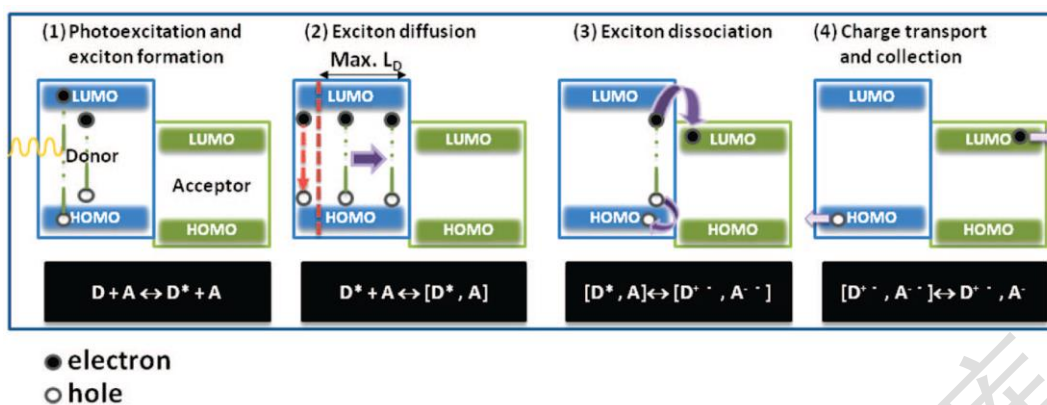 (1) Photoexcitation and
exciton formation
(2) Exciton diffusion
(3) Exciton dissociation
(4) Charge transport
and collection
Max. L_D
LUMO
LUMO
Donor
Acceptor
HOMO
HOMO
LUMO
LUMO
HOMO
HOMO
LUMO
LUMO
HOMO
HOMO
LUMO
LUMO
HOMO
HOMO
D + A ↔ D* + A
D* + A ↔ [D* , A]
[D* , A] ↔ [D⁺˙ , A⁻˙]
[D⁺˙ , A⁻˙] ↔ D⁺˙ , A⁻
electron
hole